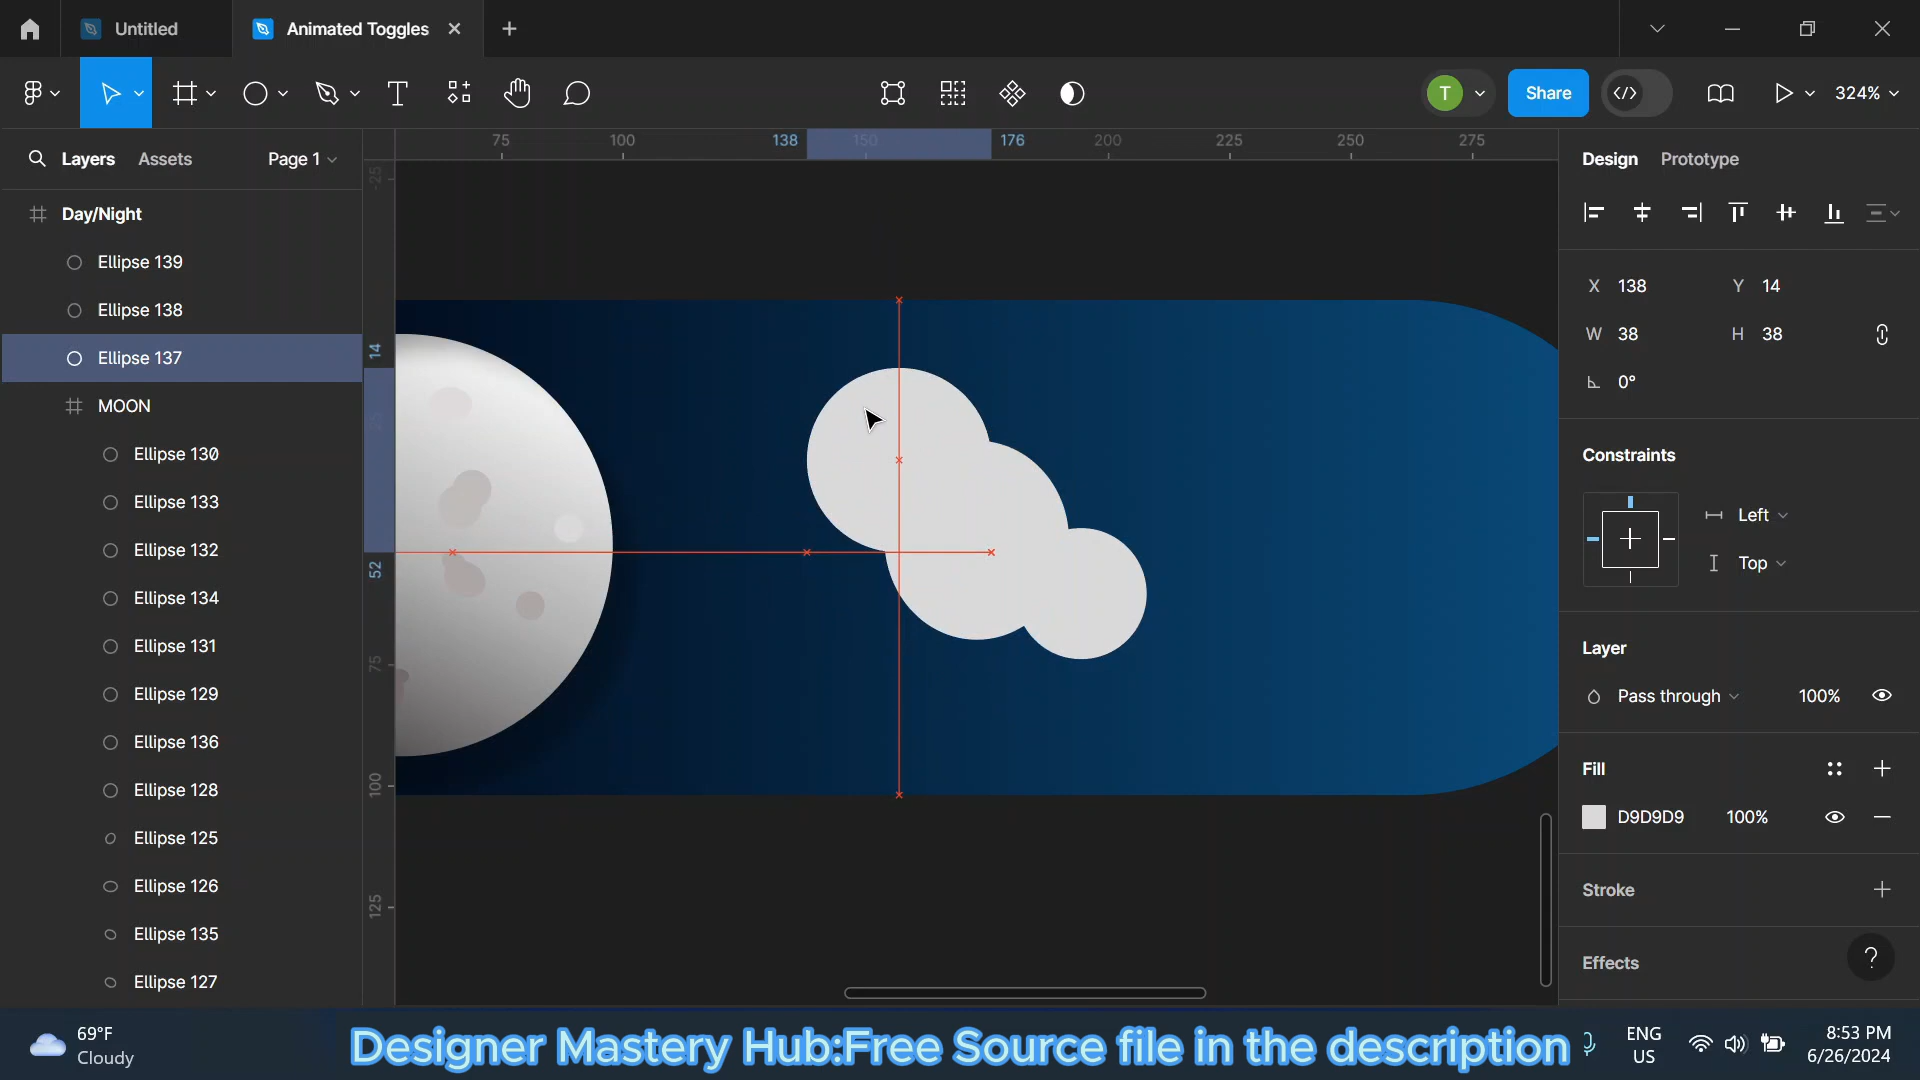 Untitled
Animated Toggles
T
Share
324%
Layers
Assets
Page 1
75
100
138
150
176
200
225
250
275
Design
Prototype
Day/Night
Ellipse 139
Ellipse 138
Ellipse 137
MOON
Ellipse 130
Ellipse 133
Ellipse 132
Ellipse 134
Ellipse 131
Ellipse 129
Ellipse 136
Ellipse 128
Ellipse 125
Ellipse 126
Ellipse 135
Ellipse 127
-25
14
25
52
75
100
125
X 138
Y 14
W 38
H 38
0°
Constraints
Left
Top
Layer
Pass through
100%
Fill
D9D9D9
100%
Stroke
Effects
?
69°F
Cloudy
Designer Mastery Hub:Free Source file in the description
ENG
US
8:53 PM
6/26/2024